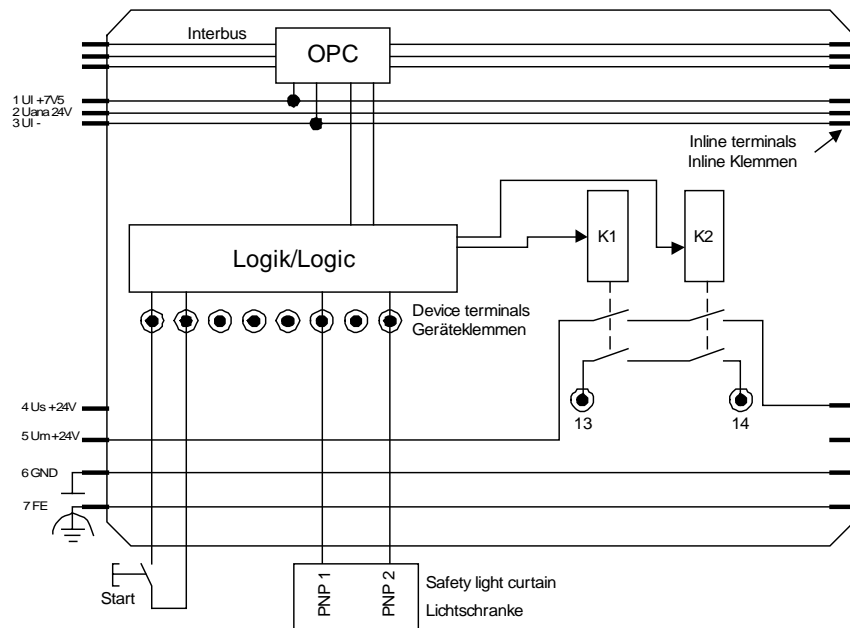 Interbus
OPC
1 UI +7V5
2 Uana 24V
3 UI -
Inline terminals
Inline Klemmen
K1
K2
Logik/Logic
Device terminals
Geräteklemmen
4 Us +24V
13
14
5 Um +24V
6 GND
7 FE
Start
PNP 1
PNP 2
Safety light curtain
Lichtschranke